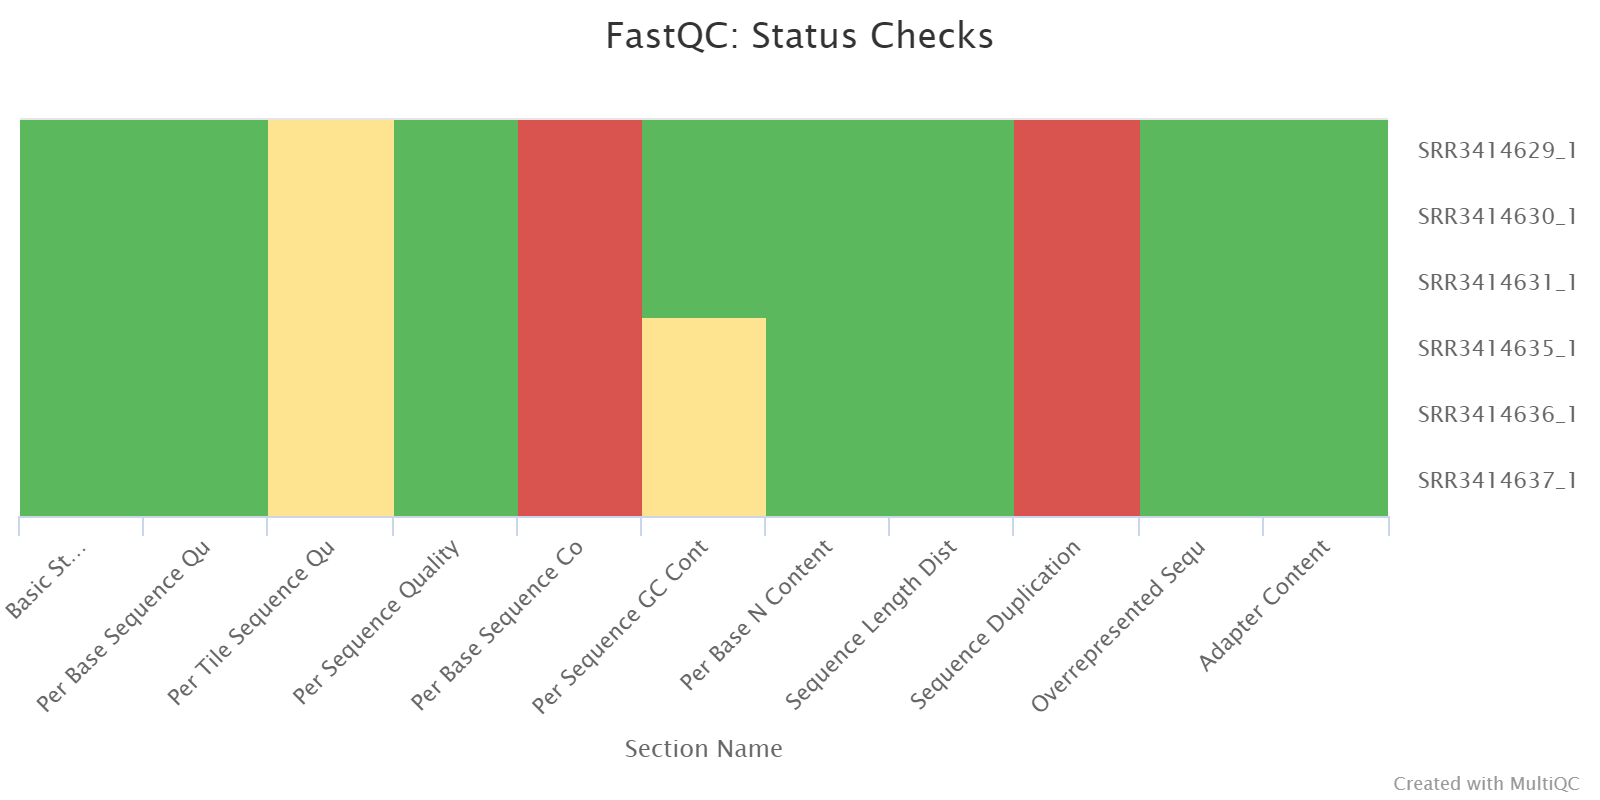 FastQC: Status Checks
SRR3414629_1
SRR3414630_1
SRR3414631_1
SRR3414635_1
SRR3414636_1
SRR3414637_1
Basic St...
Per Base Sequence Qu
Per Tile Sequence Qu
Per Sequence Quality
Per Base Sequence Co
Per Sequence GC Cont
Per Base N Content
Sequence Length Dist
Sequence Duplication
Overrepresented Sequ
Adapter Content
Section Name
Created with MultiQC